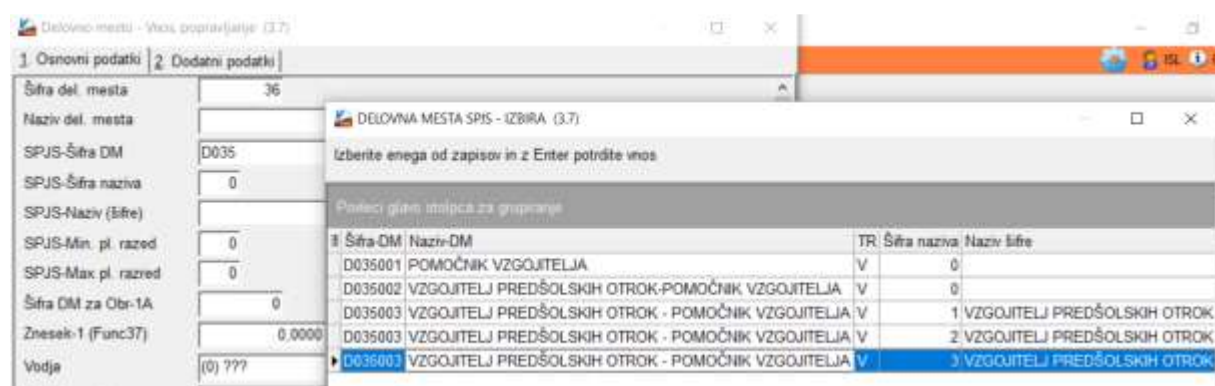 Delovno mesto - Vnos, popravljanje (3.7)
1 Osnovni podatki
2 Dodatni podatki
ISL
Šifra del. mesta 36
Naziv del. mesta
SPJS-Šifra DM D035
SPJS-Šifra naziva 0
SPJS-Naziv (šifre)
SPJS-Min. pl. razed 0
SPJS-Max pl. razred 0
Šifra DM za Obr-1A 0
Znesek-1 (Func37) 0.0000
Vodja (0) ???
DELOVNA MESTA SPJS - IZBIRA (3.7)
Izberite enega od zapisov in z Enter potrdite vnos
Povleci glavo stolpca za grupiranje
Šifra-DM Naziv-DM TR Šifra naziva Naziv šifre
D035001 POMOČNIK VZGOJITELJA V 0
D035002 VZGOJITELJ PREDŠOLSKIH OTROK-POMOČNIK VZGOJITELJA V 0
D035003 VZGOJITELJ PREDŠOLSKIH OTROK - POMOČNIK VZGOJITELJA V 1 VZGOJITELJ PREDŠOLSKIH OTROK
D035003 VZGOJITELJ PREDŠOLSKIH OTROK - POMOČNIK VZGOJITELJA V 2 VZGOJITELJ PREDŠOLSKIH OTROK
D035003 VZGOJITELJ PREDŠOLSKIH OTROK - POMOČNIK VZGOJITELJA V 3 VZGOJITELJ PREDŠOLSKIH OTROK